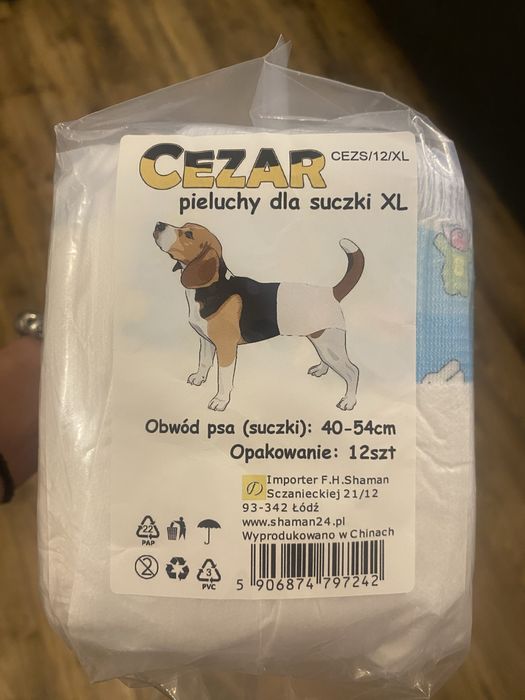 CEZAR CEZS/12/XL
pieluchy dla suczki XL
Obwód psa (suczki): 40-54cm
Opakowanie: 12szt
Importer F.H.Shaman
Sczanieckiej 21/12
93-342 Łódź
www.shaman24.pl
Wyprodukowano w Chinach
22
PAP
3
PVC
5 906874 797242